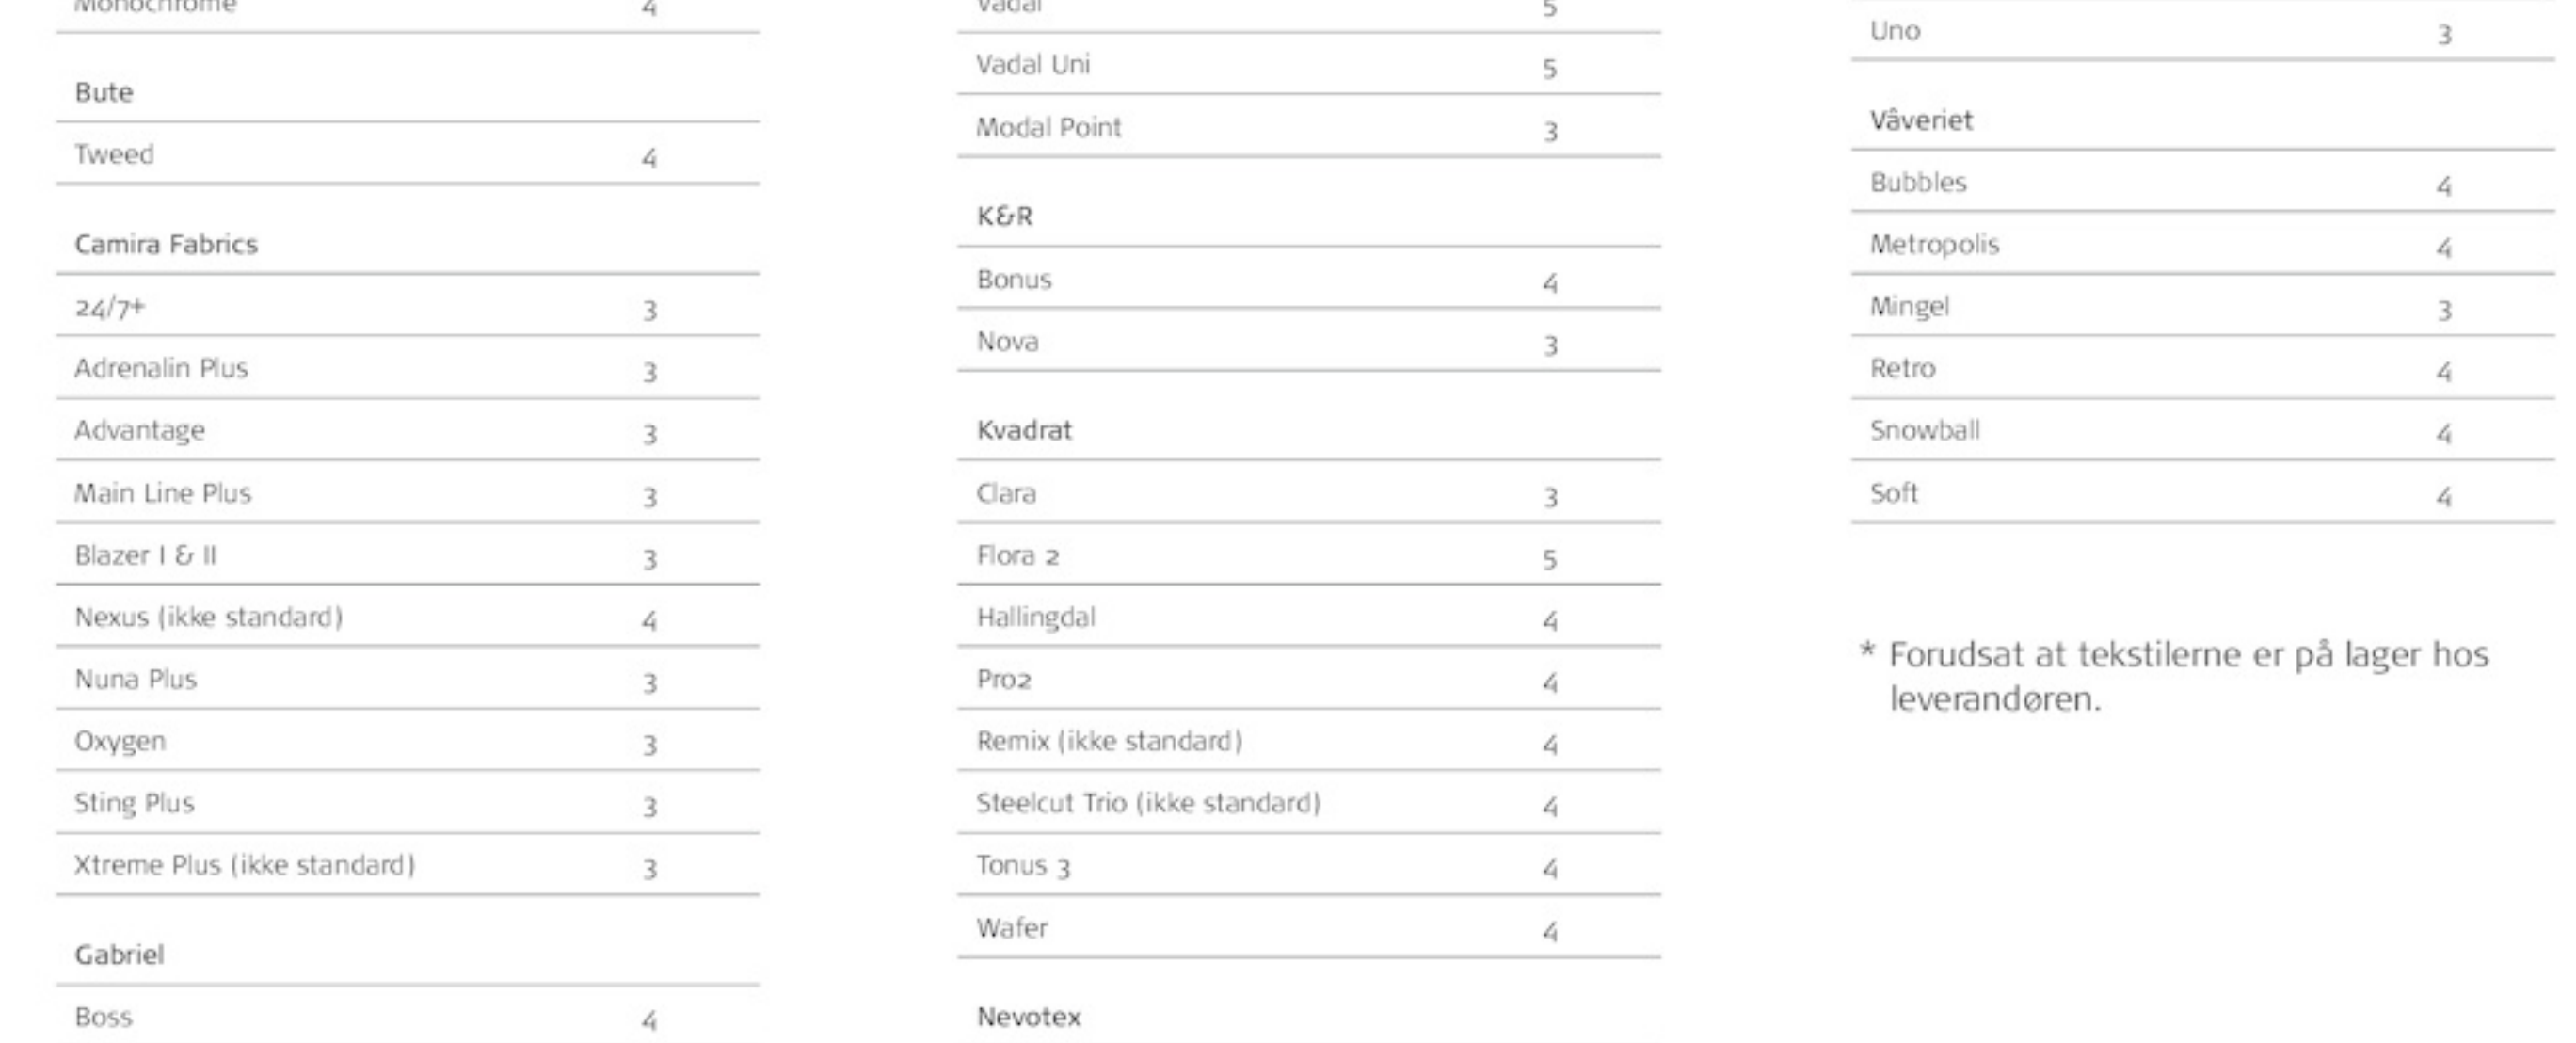 Monochrome 4
Bute
Tweed 4
Camira Fabrics
24/7+ 3
Adrenalin Plus 3
Advantage 3
Main Line Plus 3
Blazer I & II 3
Nexus (ikke standard) 4
Nuna Plus 3
Oxygen 3
Sting Plus 3
Xtreme Plus (ikke standard) 3
Gabriel
Boss 4
Vadal 5
Vadal Uni 5
Modal Point 3
K&R
Bonus 4
Nova 3
Kvadrat
Clara 3
Flora 2 5
Hallingdal 4
Pro2 4
Remix (ikke standard) 4
Steelcut Trio (ikke standard) 4
Tonus 3 4
Wafer 4
Nevotex
Uno 3
Vâveriet
Bubbles 4
Metropolis 4
Mingel 3
Retro 4
Snowball 4
Soft 4
* Forudsat at tekstilerne er på lager hos
leverandøren.